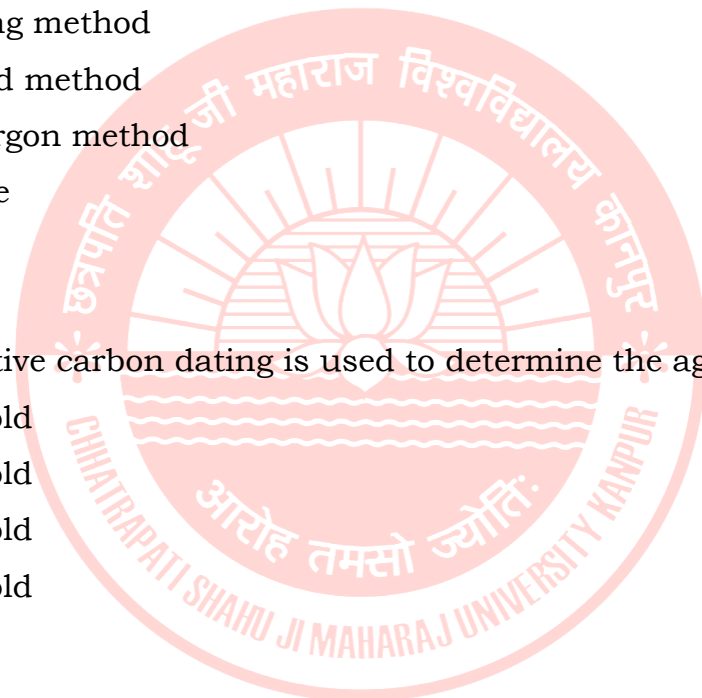 ng method
d method
rgon method
e
tive carbon dating is used to determine the ag
old
old
old
old
छत्रपति शाहू जी महाराज विश्वविद्यालय कानपुर
आरोह तमसो ज्योतिः
CHHATRAPATI SHAHU JI MAHARAJ UNIVERSITY KANPUR